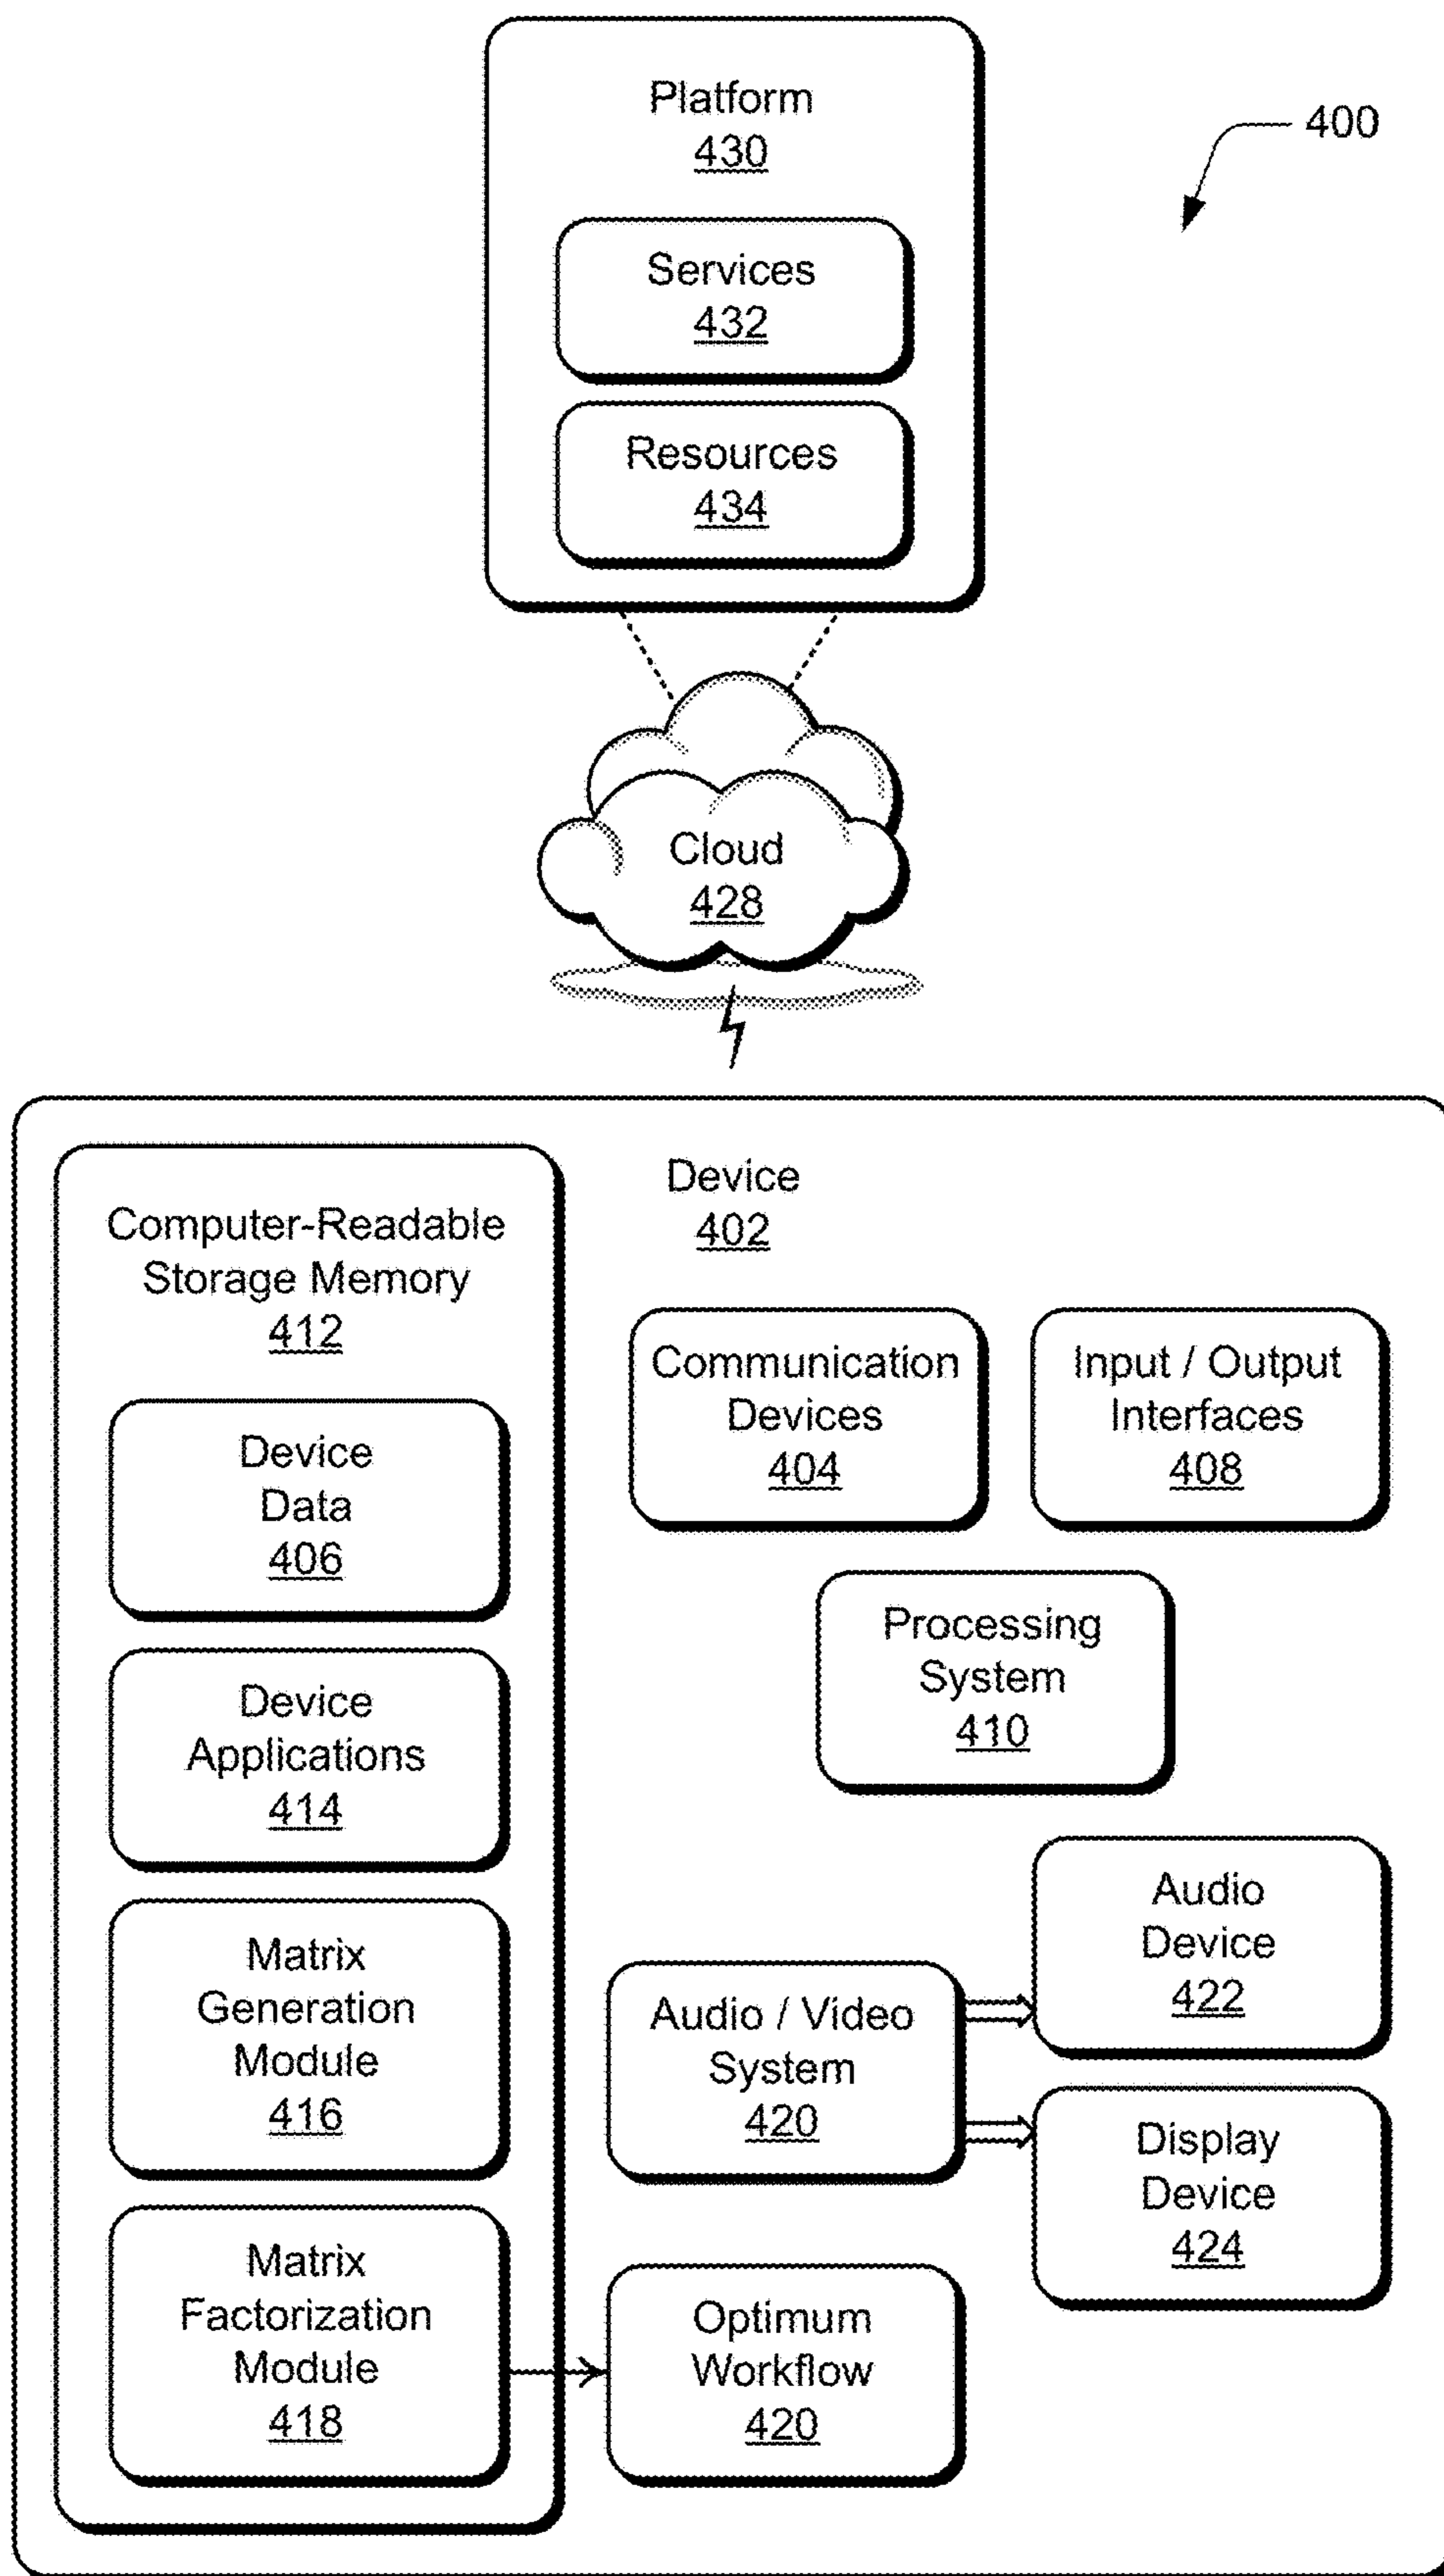 Platform
430
400
Services
432
Resources
434
Cloud
428
Device
402
Computer-Readable
Storage Memory
412
Device
Data
406
Device
Applications
414
Matrix
Generation
Module
416
Matrix
Factorization
Module
418
Communication
Devices
404
Input / Output
Interfaces
408
Processing
System
410
Audio / Video
System
420
Audio
Device
422
Display
Device
424
Optimum
Workflow
420